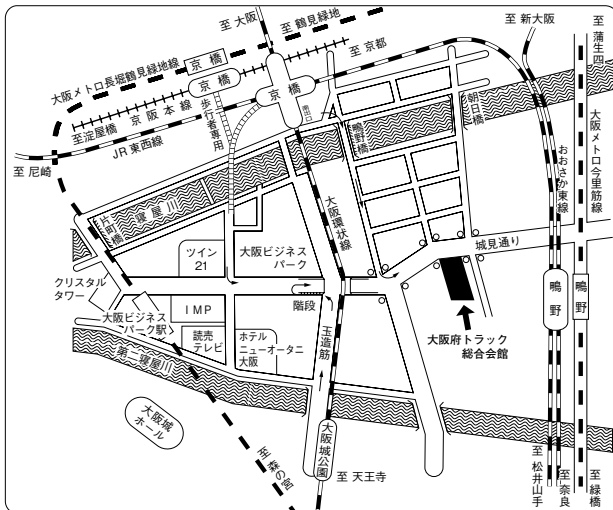 至 大阪
至 鶴見緑地
至 新大阪
至 蒲生四
大阪メトロ長堀鶴見緑地線
京橋
京橋
至 京都
京阪本線
至淀屋橋
歩行者専用
京橋
南口
JR東西線
至 尼崎
鴫野橋
朝日橋
おおさか東線
大阪メトロ今里筋線
片町橋
寝屋川
大阪環状線
城見通り
ツイン
21
大阪ビジネス
パーク
クリスタル
タワー
階段
鴫野
鴫野
大阪ビジネス
パーク駅
IMP
読売
テレビ
ホテル
ニューオータニ
大阪
玉造筋
大阪府トラック
総合会館
第二寝屋川
大阪城
ホール
至 森の宮
大阪城公園
至 天王寺
至 松井山手
至 奈良
至 緑橋